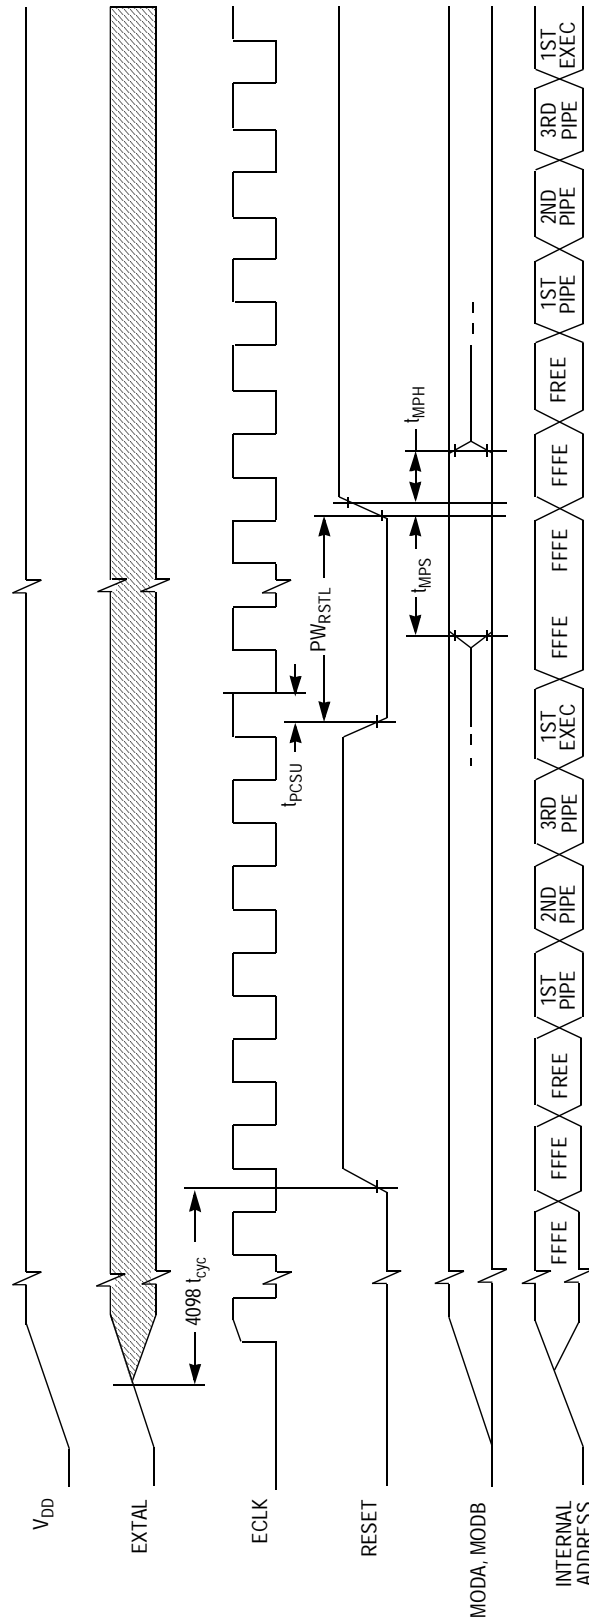 V_DD
EXTAL
4098 t_cyc
ECLK
t_PCSU
PW_RSTL
RESET
t_MPS
t_MPH
MODA, MODB
INTERNAL
ADDRESS
FFFE
FFFE
FREE
1ST
PIPE
2ND
PIPE
3RD
PIPE
1ST
EXEC
FFFE
FFFE
FFFE
FREE
1ST
PIPE
2ND
PIPE
3RD
PIPE
1ST
EXEC